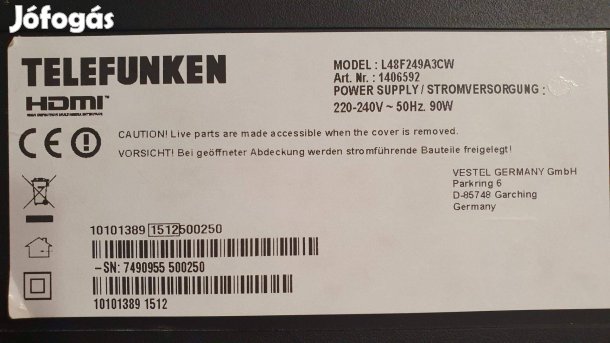 Jófogás
TELEFUNKEN
HDMI
MODEL : L48F249A3CW
Art. Nr. : 1406592
POWER SUPPLY / STROMVERSORGUNG :
220-240V ~ 50Hz. 90W
CAUTION! Live parts are made accessible when the cover is removed.
VORSICHT! Bei geöffneter Abdeckung werden stromführende Bauteile freigelegt!
VESTEL GERMANY GmbH
Parkring 6
D-85748 Garching
Germany
10101389 1512 500250
-SN: 7490955 500250
10101389 1512